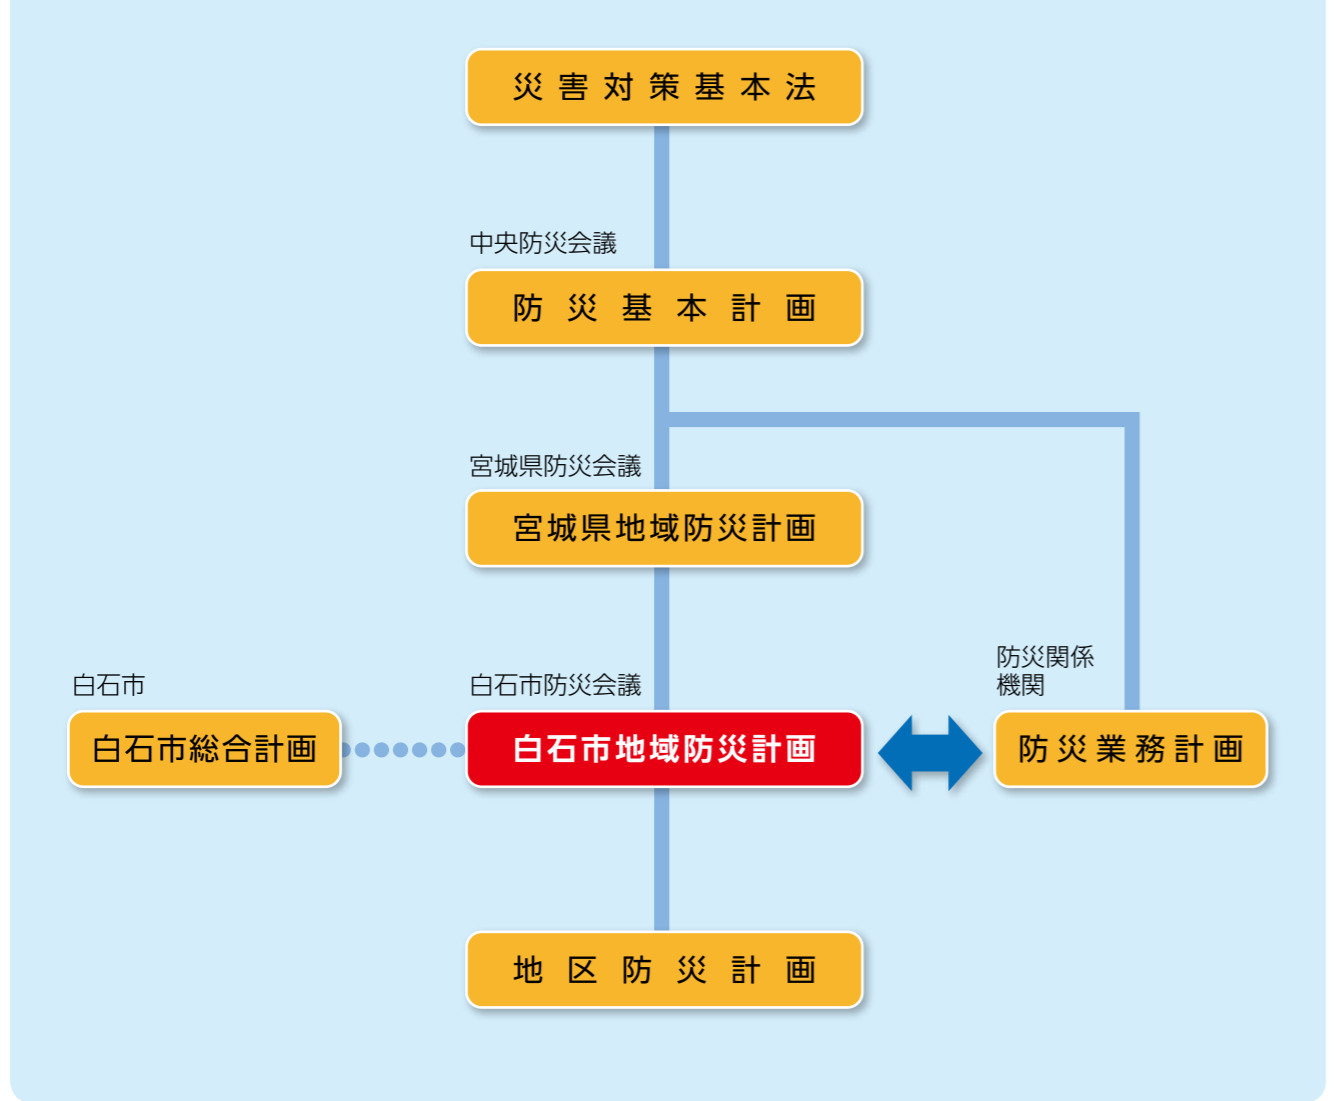 災害対策基本法
中央防災会議
防災基本計画
宮城県防災会議
宮城県地域防災計画
白石市
白石市総合計画
白石市防災会議
白石市地域防災計画
防災関係
機関
防災業務計画
地区防災計画